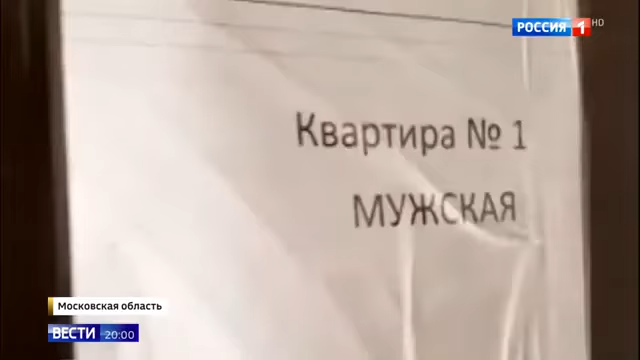 РОССИЯ 1 HD
Квартира № 1
МУЖСКАЯ
Московская область
ВЕСТИ 20:00